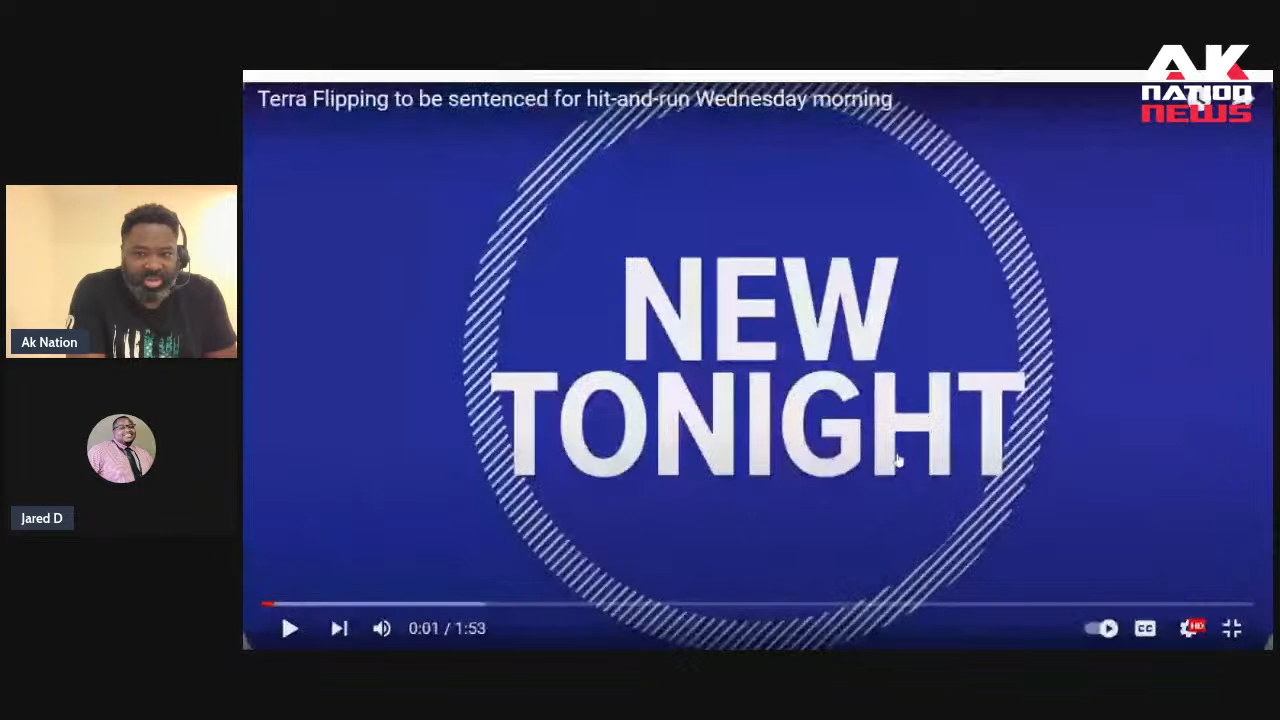 Terra Flipping to be sentenced for hit-and-run Wednesday morning
AK
NATION
NEWS
NEW
TONIGHT
Ak Nation
Jared D
0:01 / 1:53
CC
HD